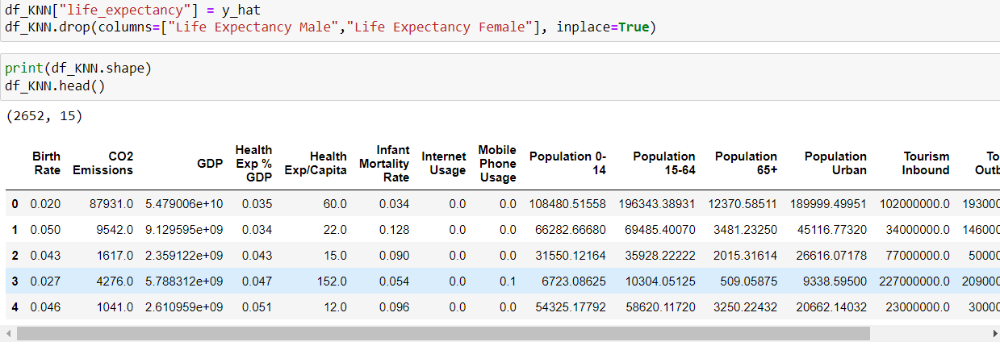 df_KNN["life_expectancy"] = y_hat
df_KNN.drop(columns=["Life Expectancy Male","Life Expectancy Female"], inplace=True)
print(df_KNN.shape)
df_KNN.head()
(2652, 15)
Birth Rate CO2 Emissions GDP Health Exp % GDP Health Exp/Capita Infant Mortality Rate Internet Usage Mobile Phone Usage Population 0-14 Population 15-64 Population 65+ Population Urban Tourism Inbound To Outb
0 0.020 87931.0 5.479006e+10 0.035 60.0 0.034 0.0 0.0 108480.51558 196343.38931 12370.58511 189999.49951 102000000.0 193000
1 0.050 9542.0 9.129595e+09 0.034 22.0 0.128 0.0 0.0 66282.66680 69485.40070 3481.23250 45116.77320 34000000.0 146000
2 0.043 1617.0 2.359122e+09 0.043 15.0 0.090 0.0 0.0 31550.12164 35928.22222 2015.31614 26616.07178 77000000.0 50000
3 0.027 4276.0 5.788312e+09 0.047 152.0 0.054 0.0 0.1 6723.08625 10304.05125 509.05875 9338.59500 227000000.0 209000
4 0.046 1041.0 2.610959e+09 0.051 12.0 0.096 0.0 0.0 54325.17792 58620.11720 3250.22432 20662.14032 23000000.0 30000